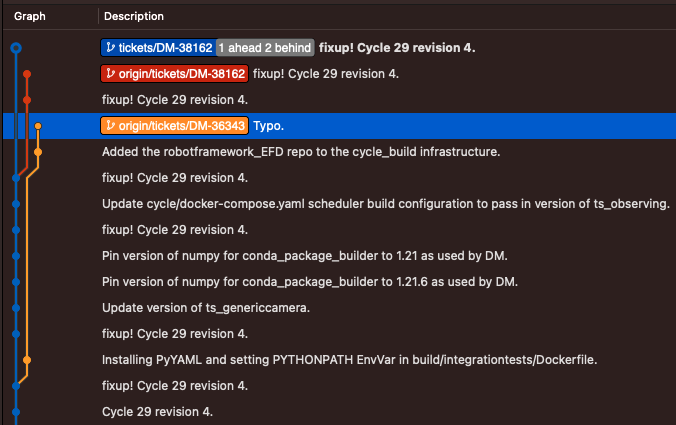 Graph Description
tickets/DM-38162 1 ahead 2 behind fixup! Cycle 29 revision 4.
origin/tickets/DM-38162 fixup! Cycle 29 revision 4.
fixup! Cycle 29 revision 4.
origin/tickets/DM-36343 Typo.
Added the robotframework_EFD repo to the cycle_build infrastructure.
fixup! Cycle 29 revision 4.
Update cycle/docker-compose.yaml scheduler build configuration to pass in version of ts_observing.
fixup! Cycle 29 revision 4.
Pin version of numpy for conda_package_builder to 1.21 as used by DM.
Pin version of numpy for conda_package_builder to 1.21.6 as used by DM.
Update version of ts_genericcamera.
fixup! Cycle 29 revision 4.
Installing PyYAML and setting PYTHONPATH EnvVar in build/integrationtests/Dockerfile.
fixup! Cycle 29 revision 4.
Cycle 29 revision 4.